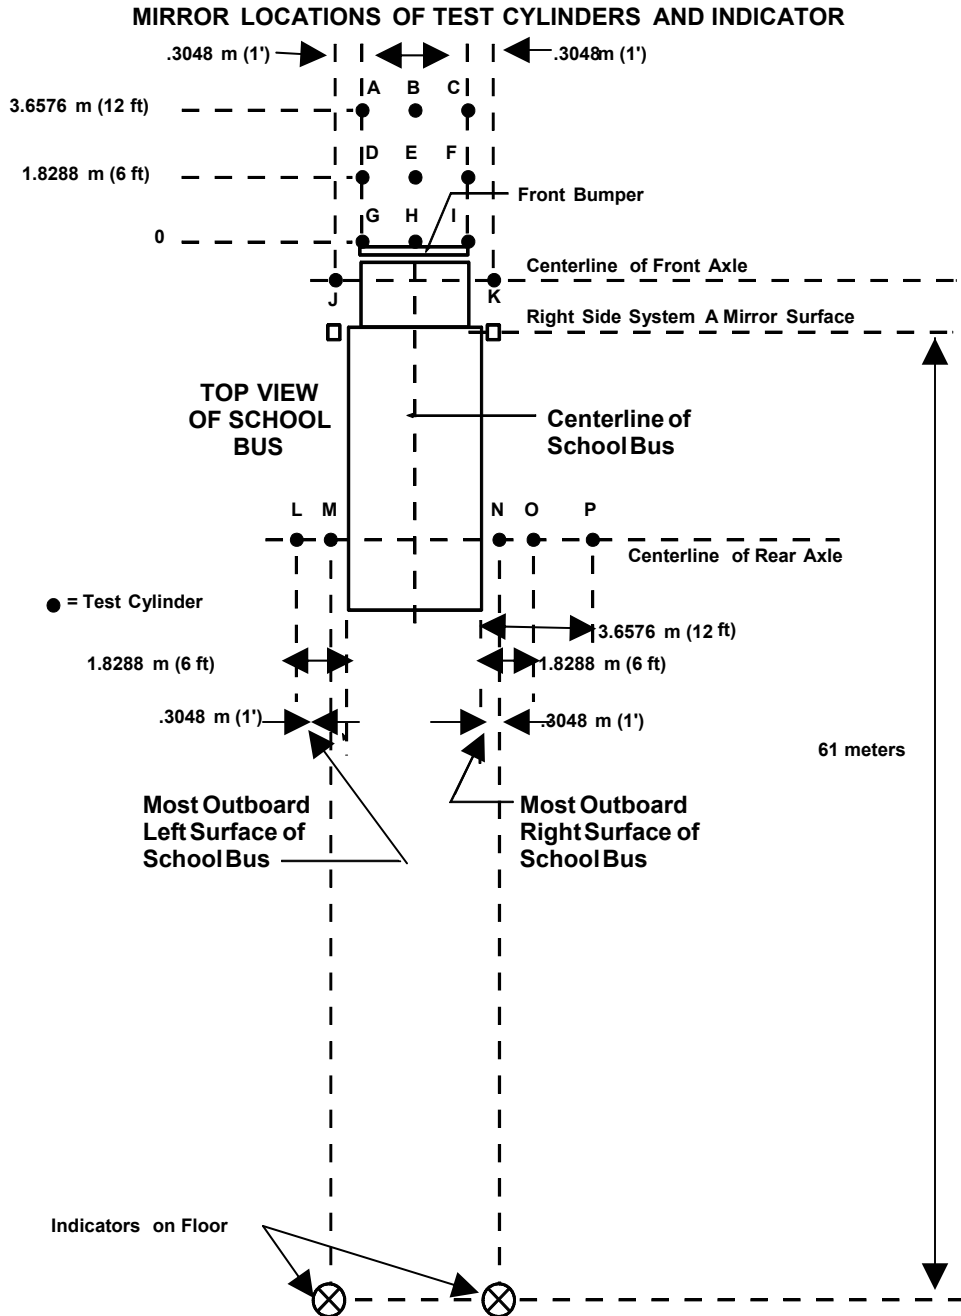 MIRROR LOCATIONS OF TEST CYLINDERS AND INDICATOR
.3048 m (1')
.3048m (1')
A B C
3.6576 m (12 ft)
D E F
1.8288 m (6 ft)
Front Bumper
G H I
0
Centerline of Front Axle
J
K
Right Side System A Mirror Surface
TOP VIEW
OF SCHOOL
BUS
Centerline of
School Bus
L M N O P
Centerline of Rear Axle
= Test Cylinder
3.6576 m (12 ft)
1.8288 m (6 ft)
1.8288 m (6 ft)
.3048 m (1')
.3048 m (1')
61 meters
Most Outboard
Left Surface of
School Bus
Most Outboard
Right Surface of
School Bus
Indicators on Floor